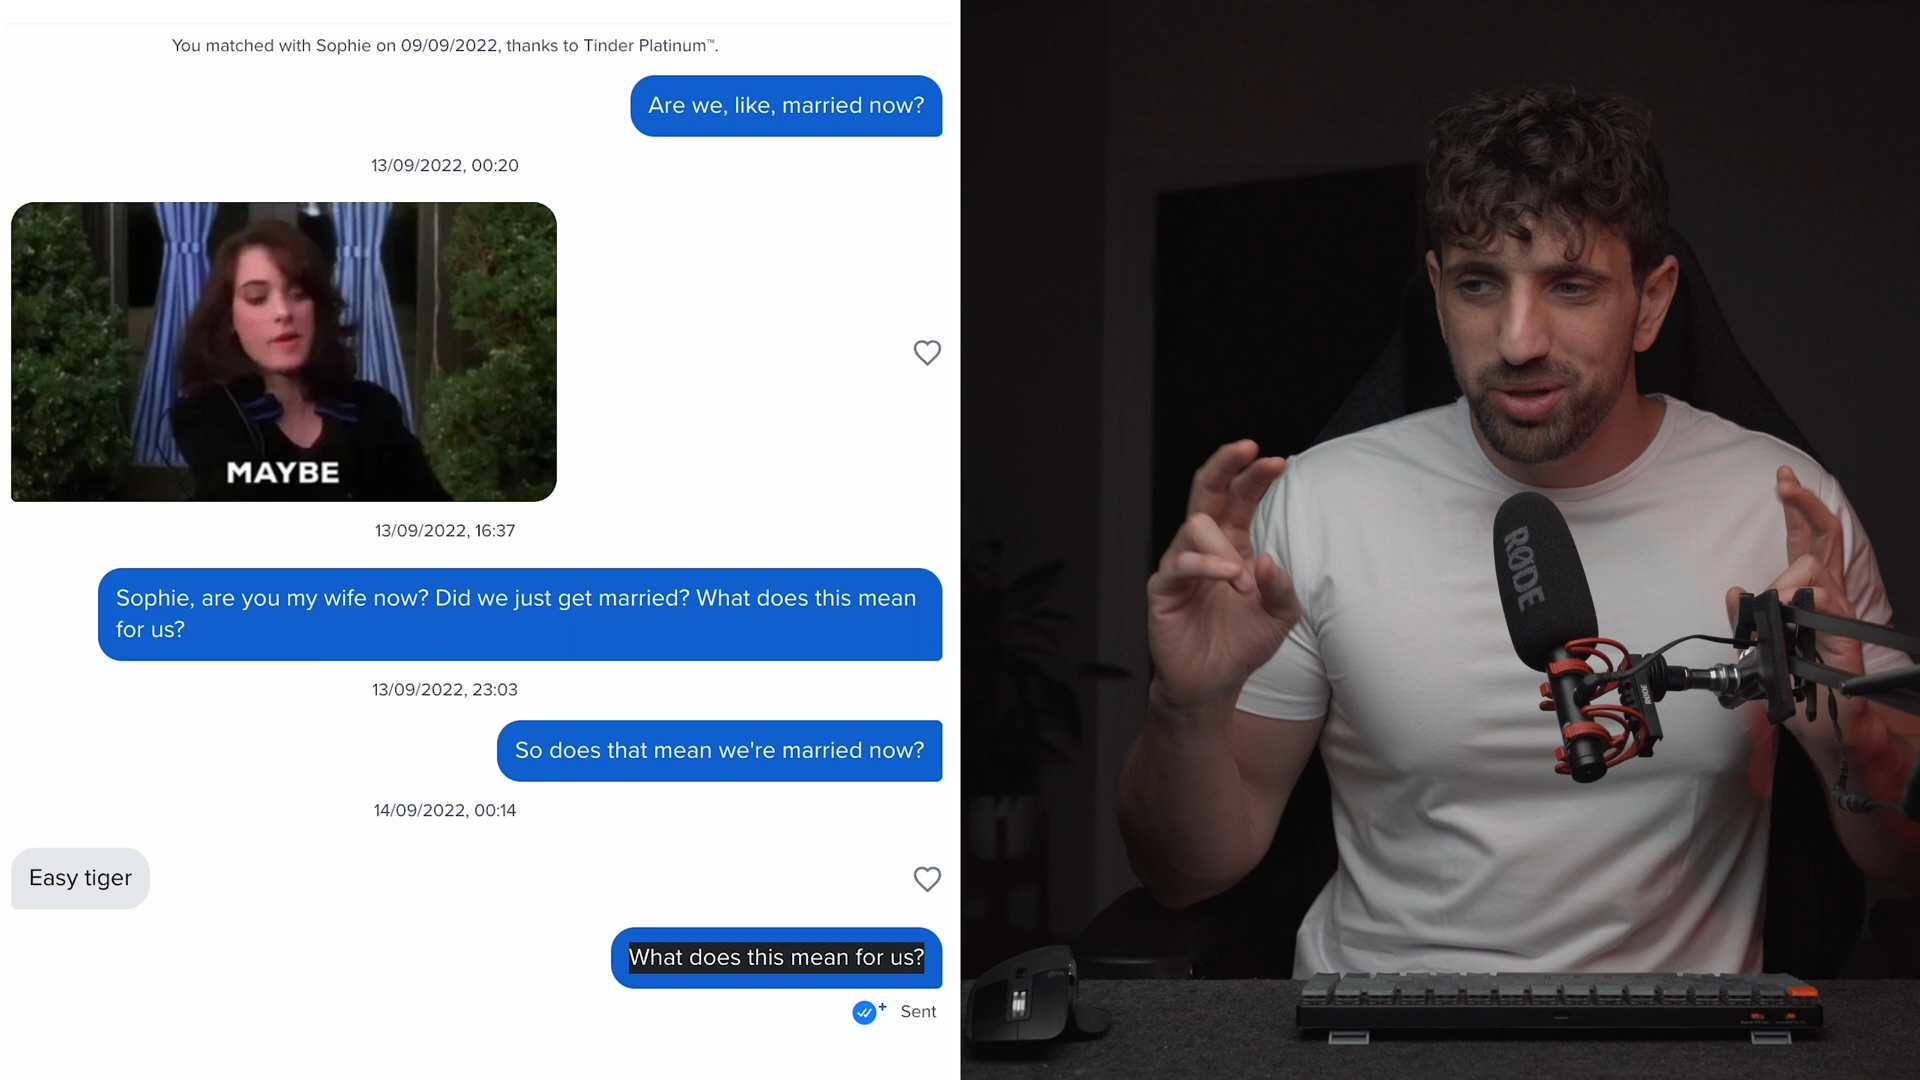 You matched with Sophie on 09/09/2022, thanks to Tinder Platinum™.
Are we, like, married now?
13/09/2022, 00:20
MAYBE
13/09/2022, 16:37
Sophie, are you my wife now? Did we just get married? What does this mean
for us?
13/09/2022, 23:03
So does that mean we're married now?
14/09/2022, 00:14
Easy tiger
What does this mean for us?
Sent
RØDE
RØDE